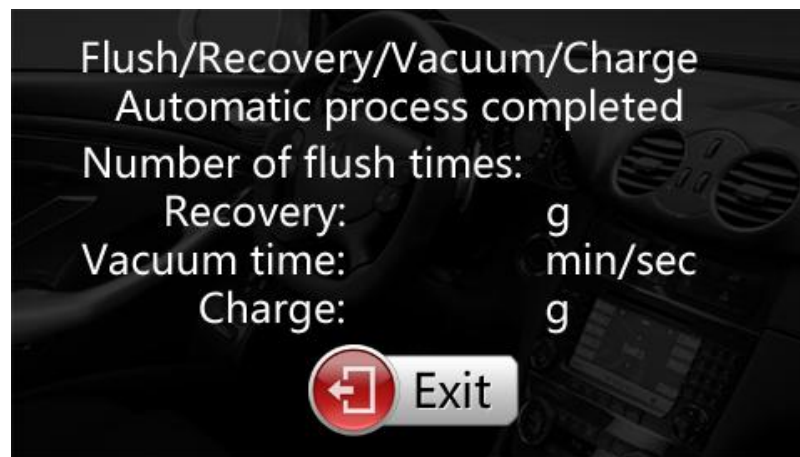 Flush/Recovery/Vacuum/Charge
Automatic process completed
Number of flush times:
Recovery: g
Vacuum time: min/sec
Charge: g
Exit